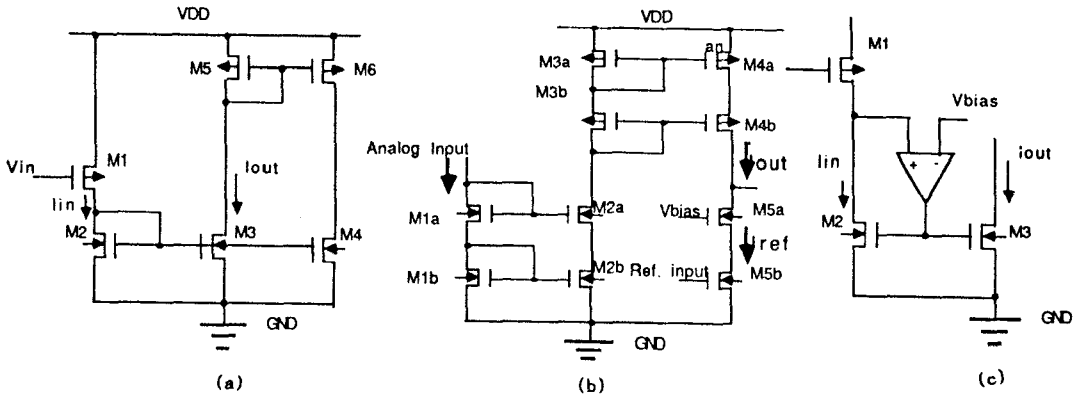 VDD
M5
M6
Vin
M1
Iin
Iout
M2
M3
M4
GND
(a)
VDD
an
M3a
M4a
M3b
M4b
Analog Input
Iout
M1a
M2a
Vbias
M5a
Iref
M1b
M2b
Ref. input
M5b
GND
(b)
M1
Vbias
+ -
Iin
iout
M2
M3
GND
(c)